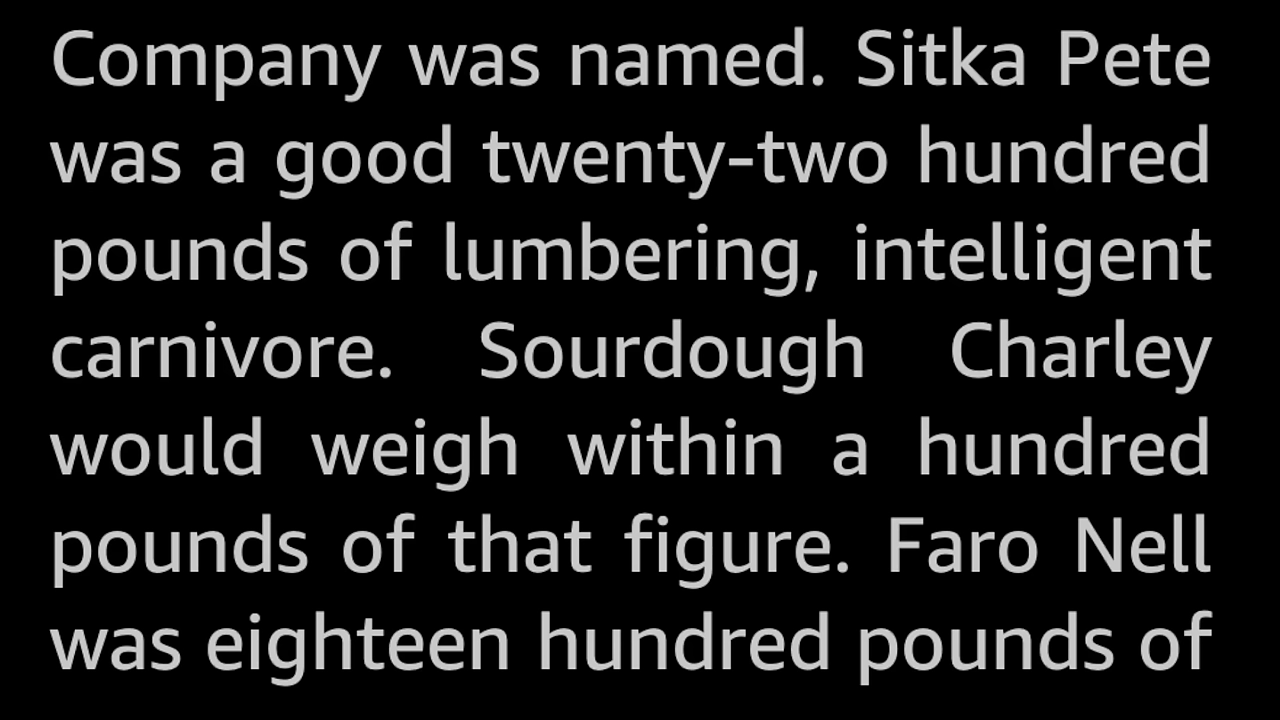 Company was named. Sitka Pete
was a good twenty-two hundred
pounds of lumbering, intelligent
carnivore. Sourdough Charley
would weigh within a hundred
pounds of that figure. Faro Nell
was eighteen hundred pounds of